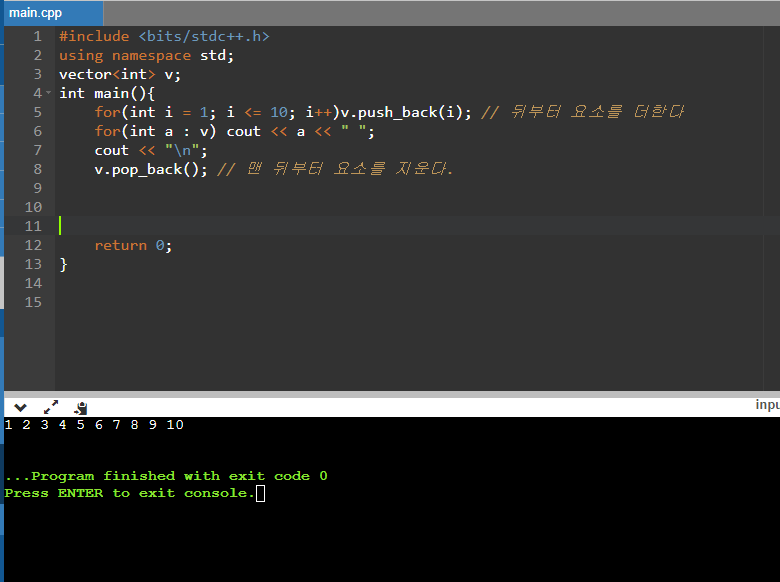 main.cpp
1 #include <bits/stdc++.h>
2 using namespace std;
3 vector<int> v;
4 int main(){
5 for(int i = 1; i <= 10; i++)v.push_back(i); // 뒤부터 요소를 더한다
6 for(int a : v) cout << a << " ";
7 cout << "\n";
8 v.pop_back(); // 맨 뒤부터 요소를 지운다.
9
10
11
12 return 0;
13 }
14
15
inpu
1 2 3 4 5 6 7 8 9 10
...Program finished with exit code 0
Press ENTER to exit console.